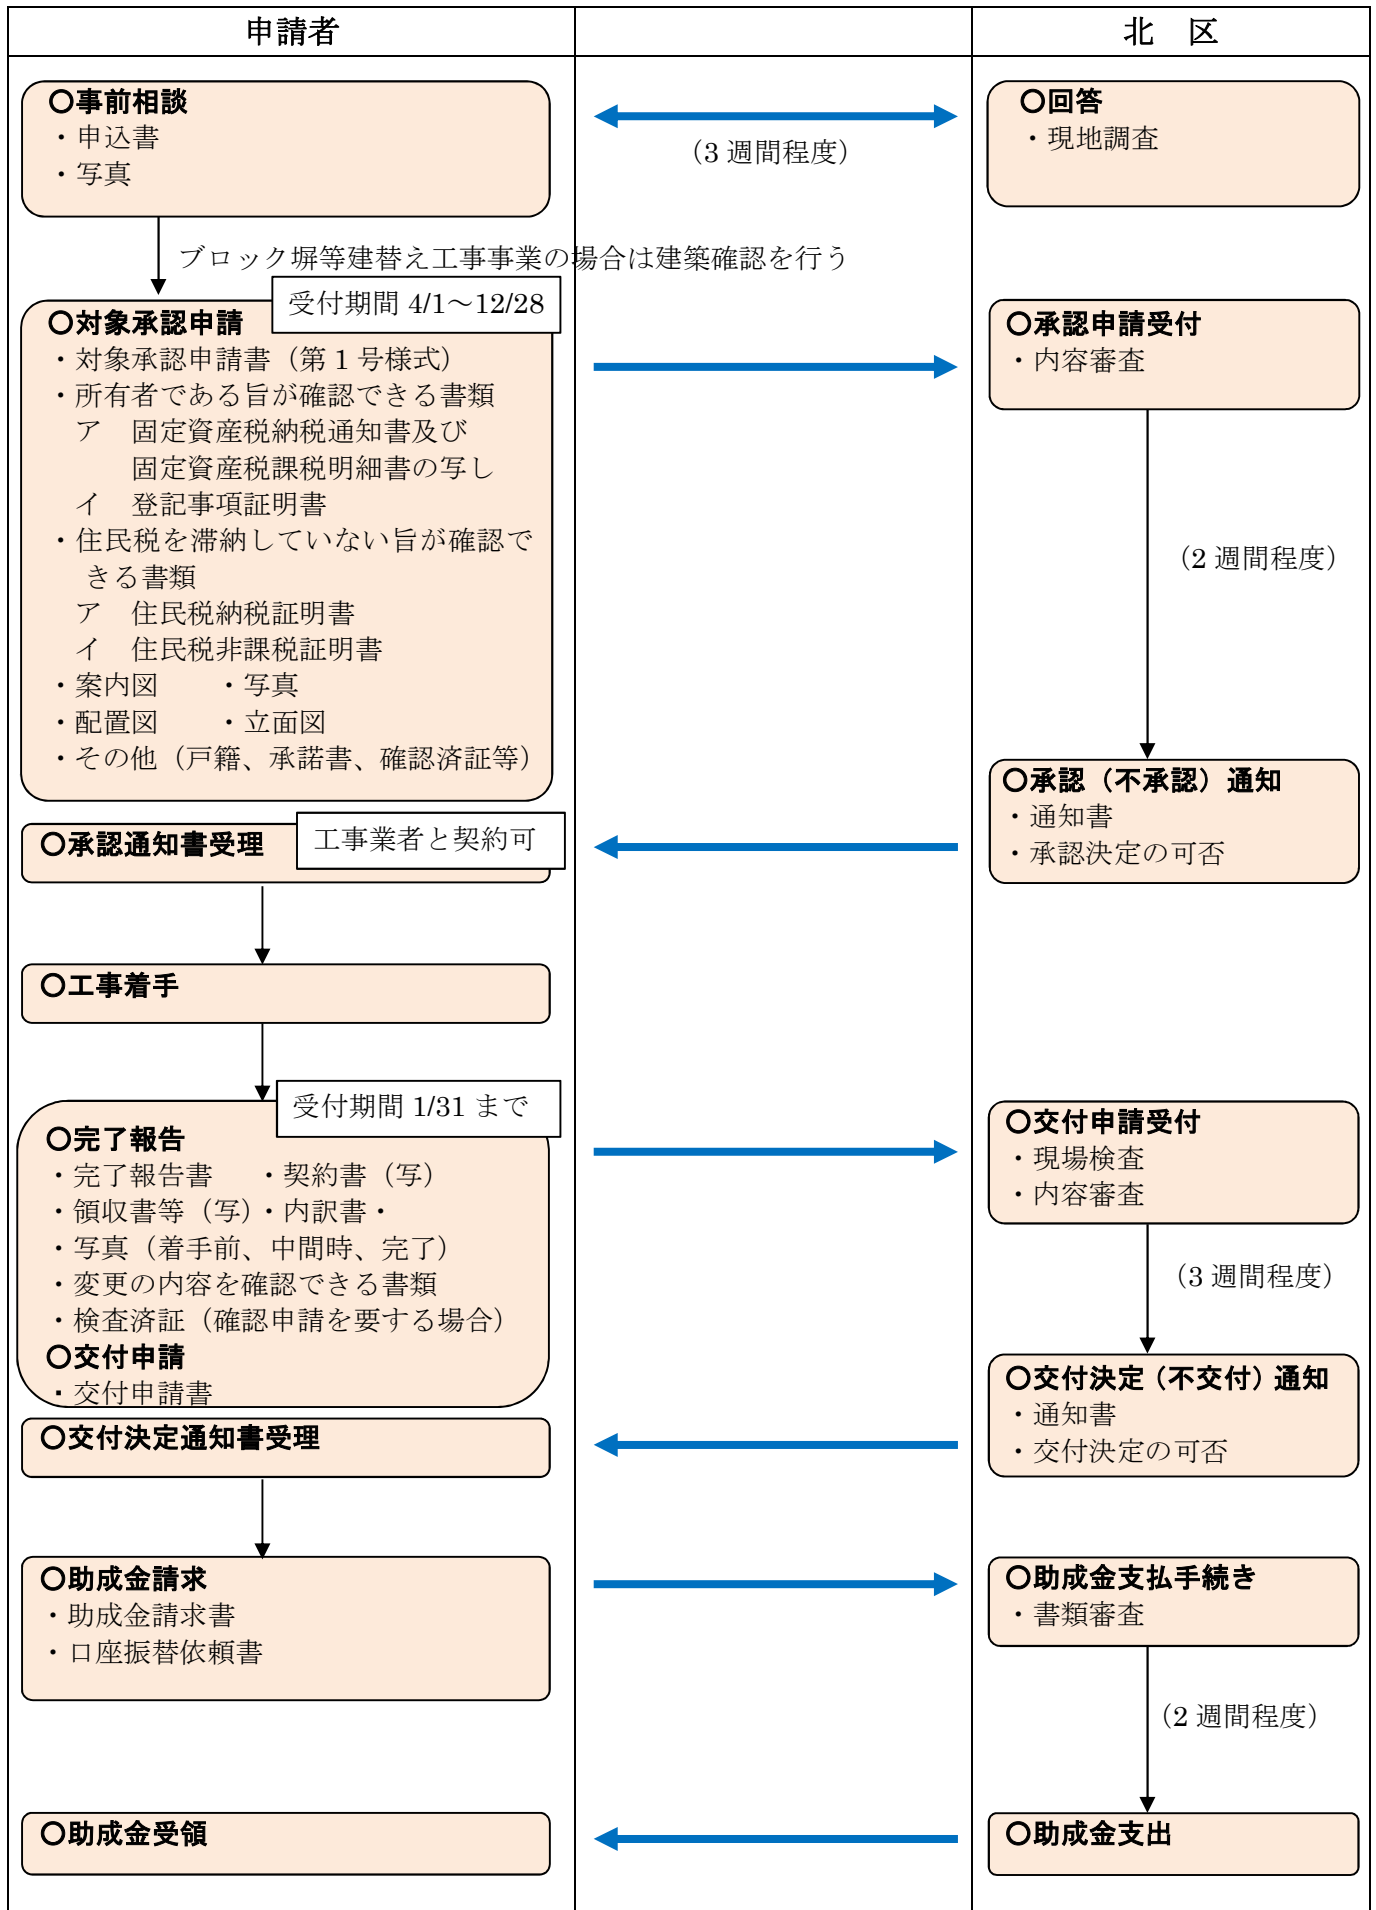 申請者
北　区
〇事前相談
・申込書
・写真
（3 週間程度）
〇回答
・現地調査
ブロック塀等建替え工事事業の場合は建築確認を行う
受付期間 4/1～12/28
〇対象承認申請
・対象承認申請書（第 1 号様式）
・所有者である旨が確認できる書類
ア　固定資産税納税通知書及び
固定資産税課税明細書の写し
イ　登記事項証明書
・住民税を滞納していない旨が確認で
きる書類
ア　住民税納税証明書
イ　住民税非課税証明書
・案内図　　・写真
・配置図　　・立面図
・その他（戸籍、承諾書、確認済証等）
〇承認申請受付
・内容審査
（2 週間程度）
〇承認（不承認）通知
・通知書
・承認決定の可否
〇承認通知書受理
工事業者と契約可
〇工事着手
受付期間 1/31 まで
〇完了報告
・完了報告書　　・契約書（写）
・領収書等（写）・内訳書・
・写真（着手前、中間時、完了）
・変更の内容を確認できる書類
・検査済証（確認申請を要する場合）
〇交付申請
・交付申請書
〇交付申請受付
・現場検査
・内容審査
（3 週間程度）
〇交付決定（不交付）通知
・通知書
・交付決定の可否
〇交付決定通知書受理
〇助成金請求
・助成金請求書
・口座振替依頼書
〇助成金支払手続き
・書類審査
（2 週間程度）
〇助成金受領
〇助成金支出